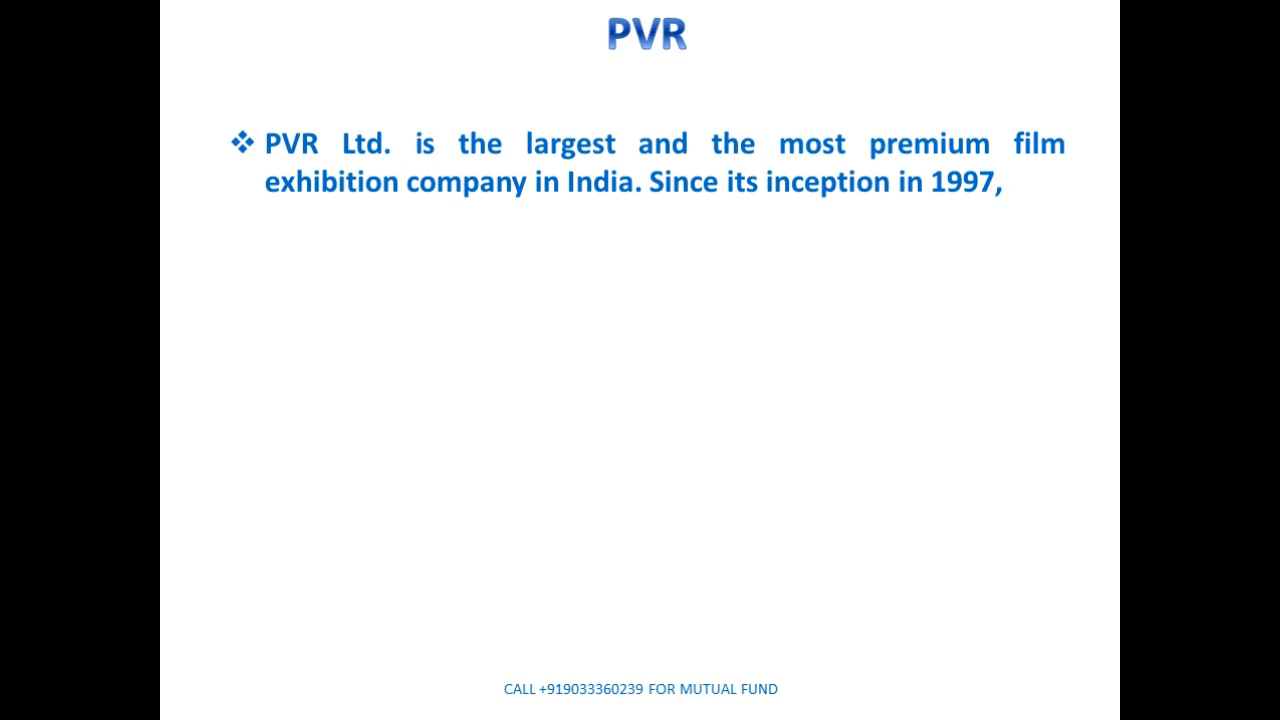 PVR
❖ PVR Ltd. is the largest and the most premium film
exhibition company in India. Since its inception in 1997,
CALL +919033360239 FOR MUTUAL FUND